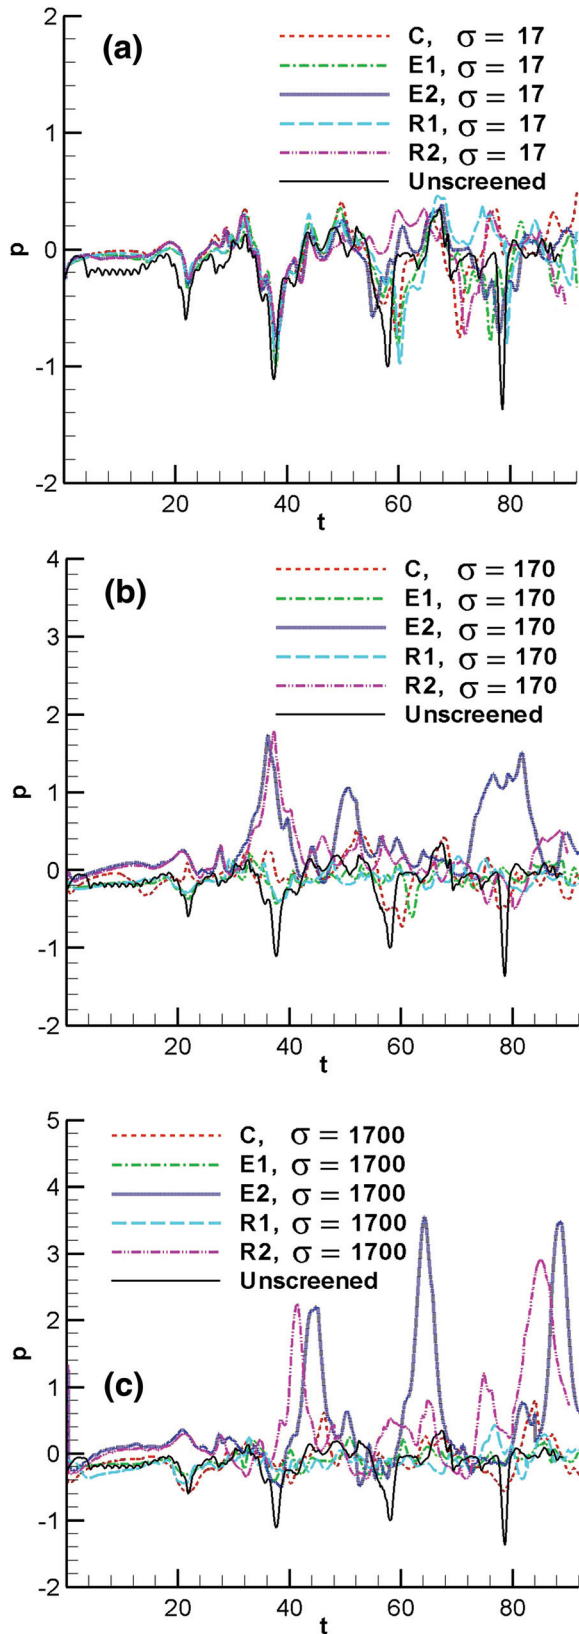 (a)
C, σ = 17
E1, σ = 17
E2, σ = 17
R1, σ = 17
R2, σ = 17
Unscreened
2
1
0
-1
-2
p
20 40 60 80
t
(b)
C, σ = 170
E1, σ = 170
E2, σ = 170
R1, σ = 170
R2, σ = 170
Unscreened
4
3
2
1
0
-1
-2
p
20 40 60 80
t
C, σ = 1700
E1, σ = 1700
E2, σ = 1700
R1, σ = 1700
R2, σ = 1700
Unscreened
(c)
5
4
3
2
1
0
-1
-2
p
20 40 60 80
t